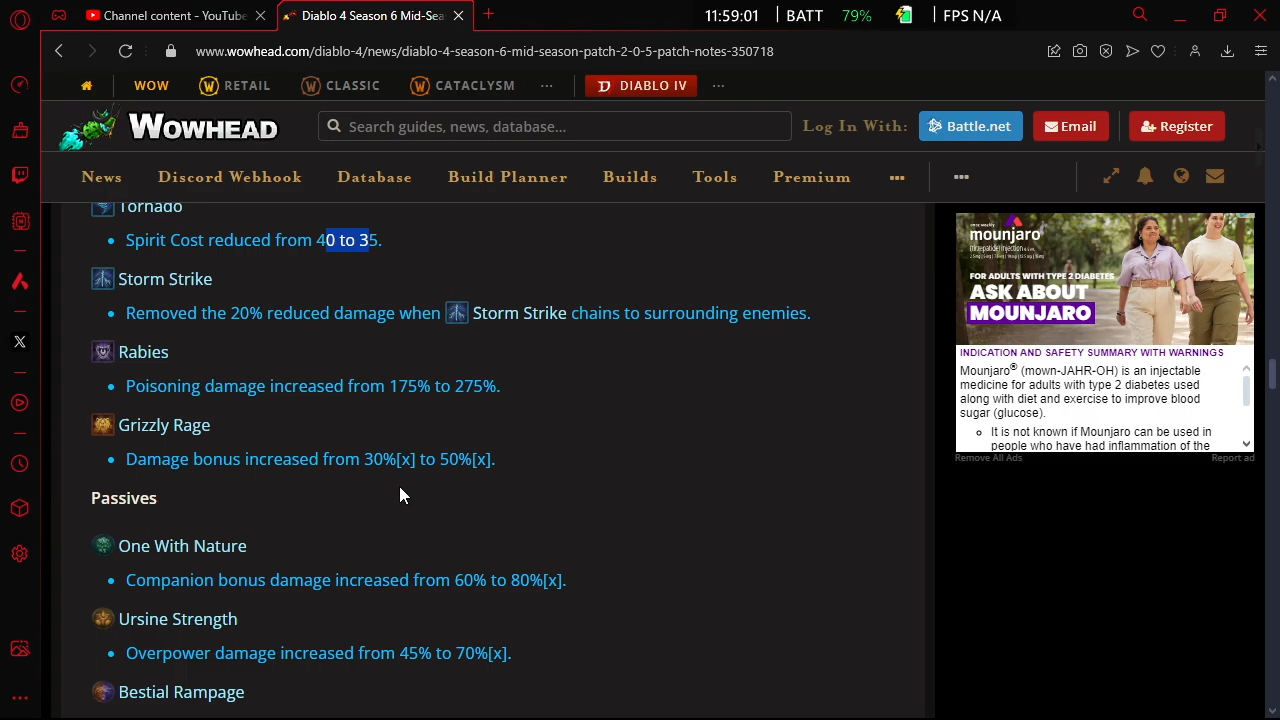 Channel content - YouTube
Diablo 4 Season 6 Mid-Sea
11:59:01
BATT 79%
FPS N/A
www.wowhead.com/diablo-4/news/diablo-4-season-6-mid-season-patch-2-0-5-patch-notes-350718
WOW
RETAIL
CLASSIC
CATACLYSM
...
DIABLO IV
...
WOWHEAD
Search guides, news, database...
Log In With:
Battle.net
Email
Register
News
Discord Webhook
Database
Build Planner
Builds
Tools
Premium
Tornado
Spirit Cost reduced from 40 to 35.
Storm Strike
Removed the 20% reduced damage when Storm Strike chains to surrounding enemies.
Rabies
Poisoning damage increased from 175% to 275%.
Grizzly Rage
Damage bonus increased from 30%[x] to 50%[x].
Passives
One With Nature
Companion bonus damage increased from 60% to 80%[x].
Ursine Strength
Overpower damage increased from 45% to 70%[x].
Bestial Rampage
mounjaro
FOR ADULTS WITH TYPE 2 DIABETES
ASK ABOUT
MOUNJARO
INDICATION AND SAFETY SUMMARY WITH WARNINGS
Mounjaro® (mown-JAHR-OH) is an injectable
medicine for adults with type 2 diabetes used
along with diet and exercise to improve blood
sugar (glucose).
It is not known if Mounjaro can be used in
people who have had inflammation of the
Remove All Ads
Report ad